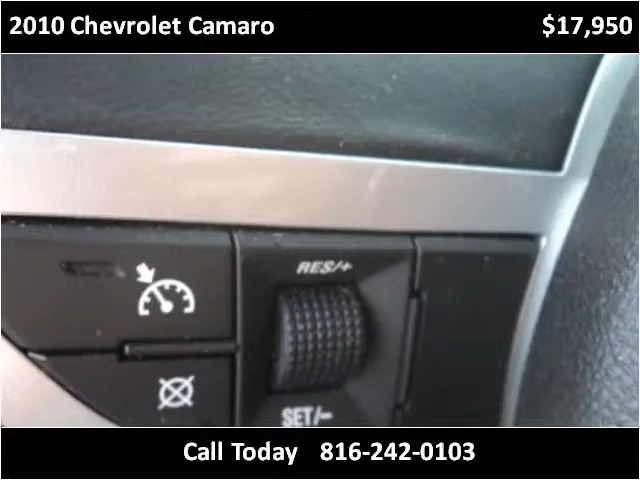 2010 Chevrolet Camaro $17,950
RES/+
SET/-
Call Today 816-242-0103